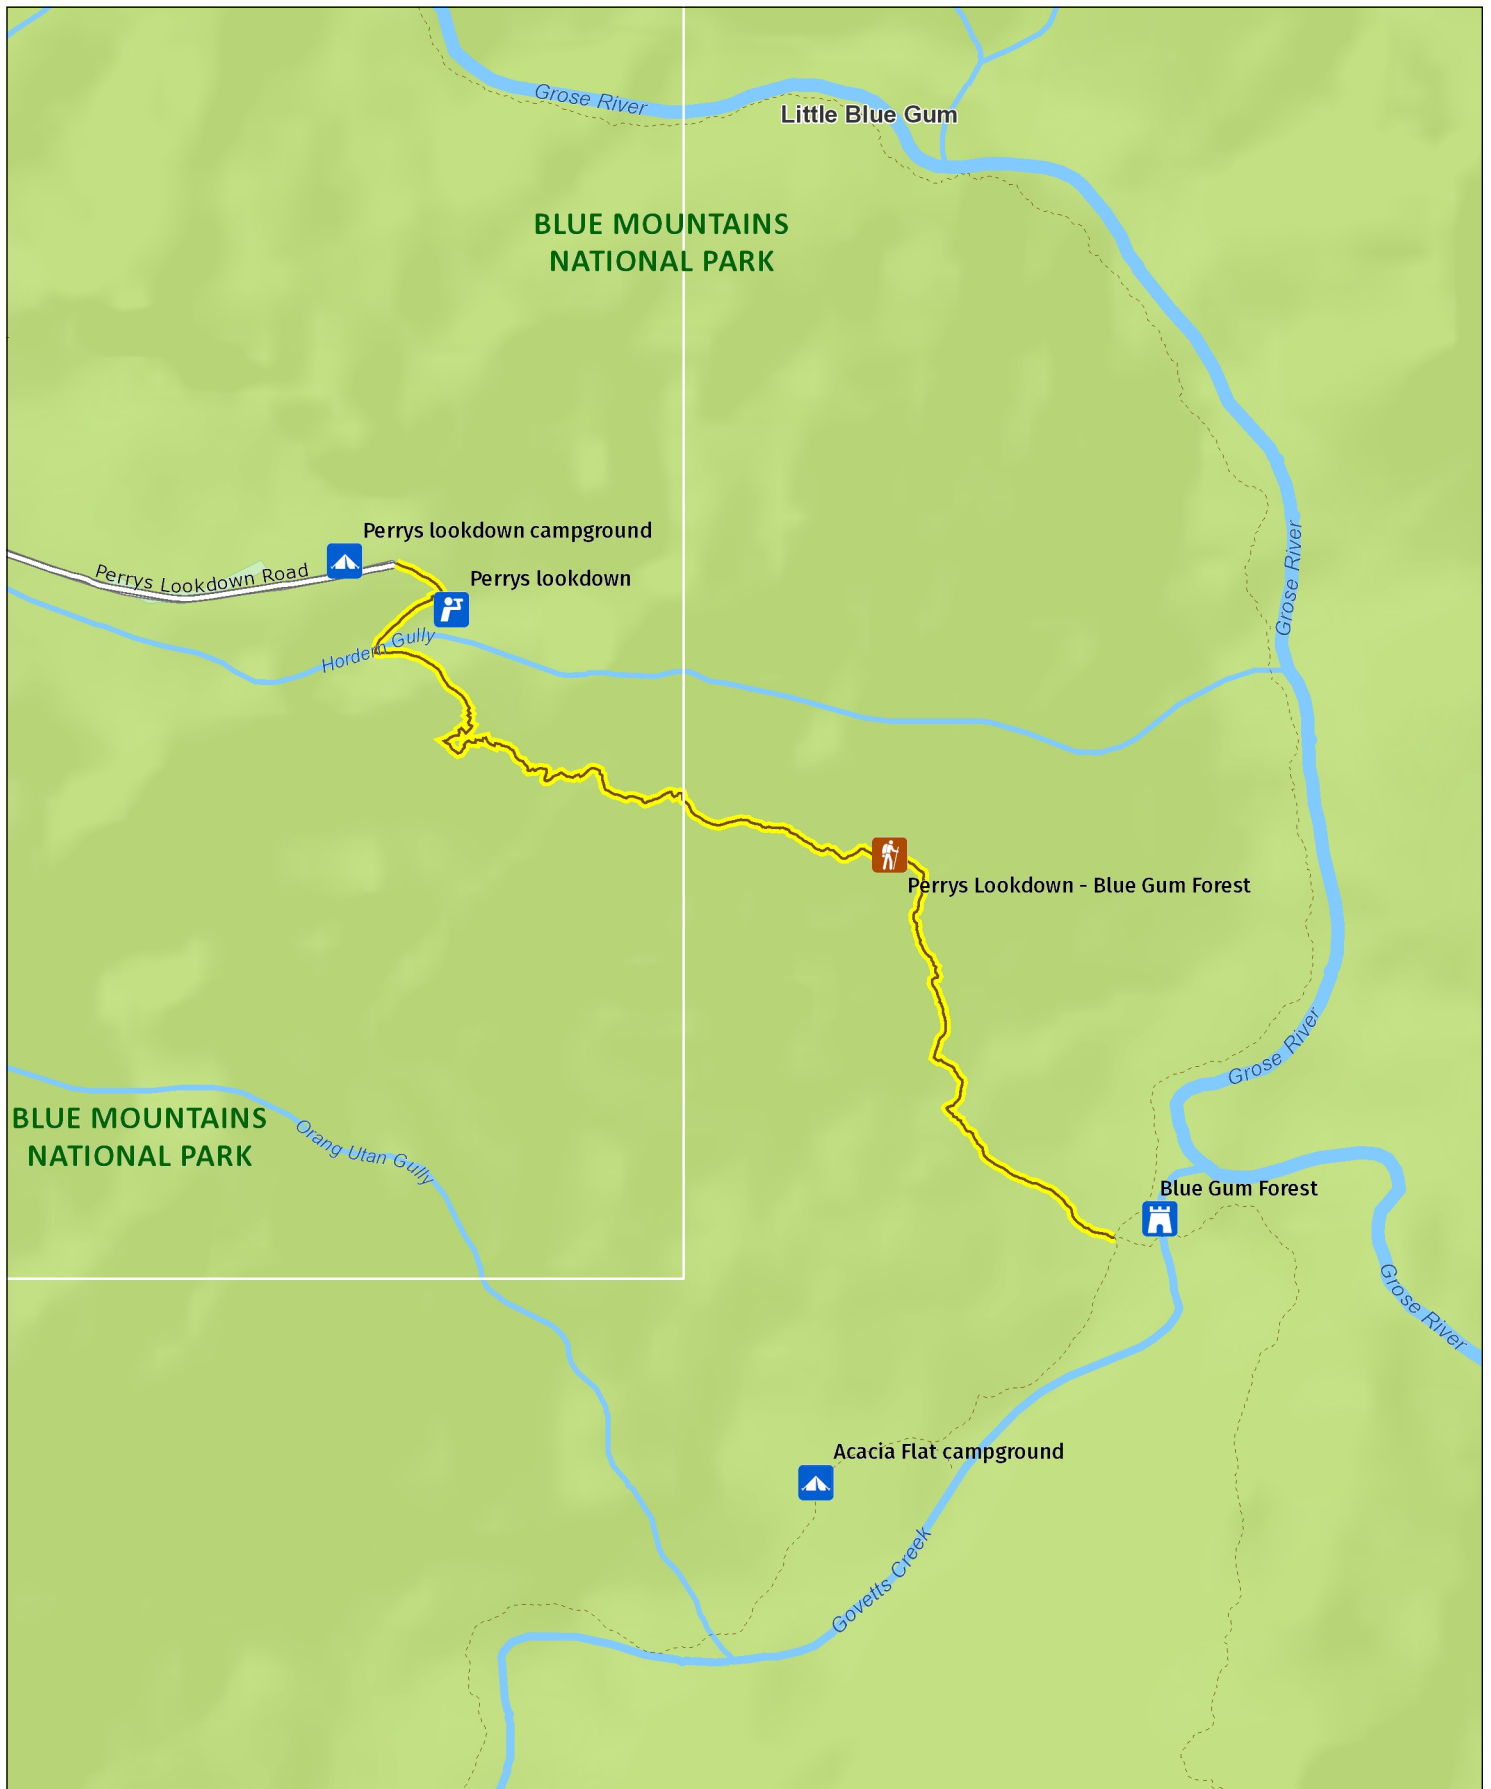 Grose River
Little Blue Gum
BLUE MOUNTAINS
NATIONAL PARK
Perrys lookdown campground
Perrys Lookdown Road
Perrys lookdown
Grose River
Hordern Gully
Perrys Lookdown - Blue Gum Forest
Grose River
BLUE MOUNTAINS
NATIONAL PARK
Orang Utan Gully
Blue Gum Forest
Grose River
Acacia Flat campground
Govetts Creek